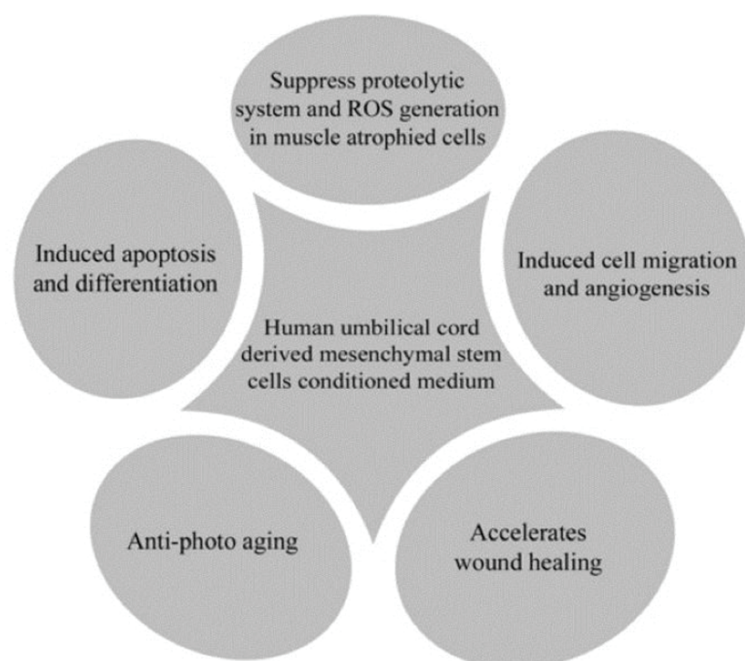 Suppress proteolytic
system and ROS generation
in muscle atrophied cells
Induced apoptosis
and differentiation
Induced cell migration
and angiogenesis
Human umbilical cord
derived mesenchymal stem
cells conditioned medium
Anti-photo aging
Accelerates
wound healing